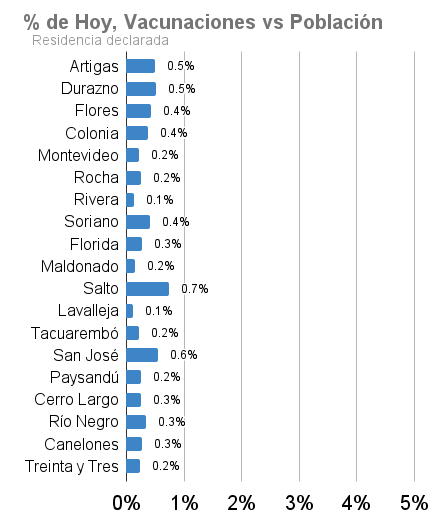 % de Hoy, Vacunaciones vs Población
Residencia declarada
Artigas 0.5%
Durazno 0.5%
Flores 0.4%
Colonia 0.4%
Montevideo 0.2%
Rocha 0.2%
Rivera 0.1%
Soriano 0.4%
Florida 0.3%
Maldonado 0.2%
Salto 0.7%
Lavalleja 0.1%
Tacuarembó 0.2%
San José 0.6%
Paysandú 0.2%
Cerro Largo 0.3%
Río Negro 0.3%
Canelones 0.3%
Treinta y Tres 0.2%
0% 1% 2% 3% 4% 5%